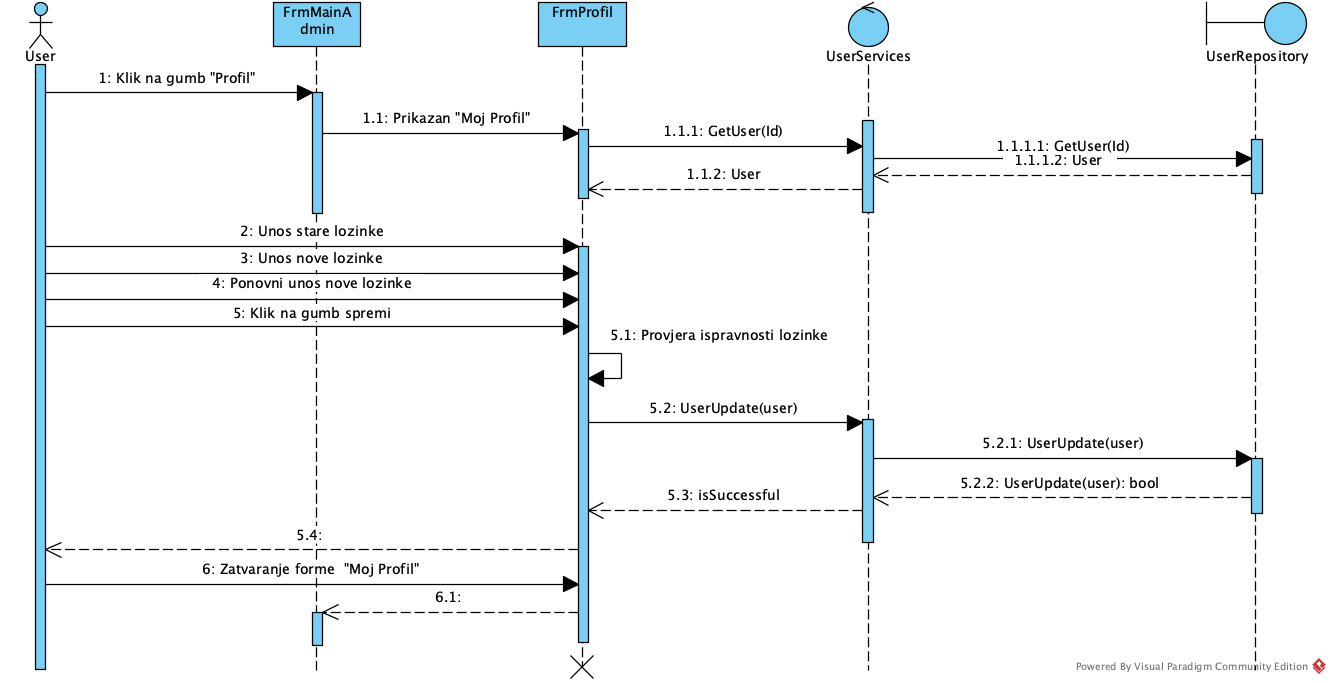 FrmMainA
dmin
FrmProfil
User
UserServices
UserRepository
1: Klik na gumb "Profil"
1.1: Prikazan "Moj Profil"
1.1.1: GetUser(Id)
1.1.1.1: GetUser(Id)
1.1.1.2: User
1.1.2: User
2: Unos stare lozinke
3: Unos nove lozinke
4: Ponovni unos nove lozinke
5: Klik na gumb spremi
5.1: Provjera ispravnosti lozinke
5.2: UserUpdate(user)
5.2.1: UserUpdate(user)
5.2.2: UserUpdate(user): bool
5.3: isSuccessful
5.4:
6: Zatvaranje forme  "Moj Profil"
6.1:
Powered By Visual Paradigm Community Edition